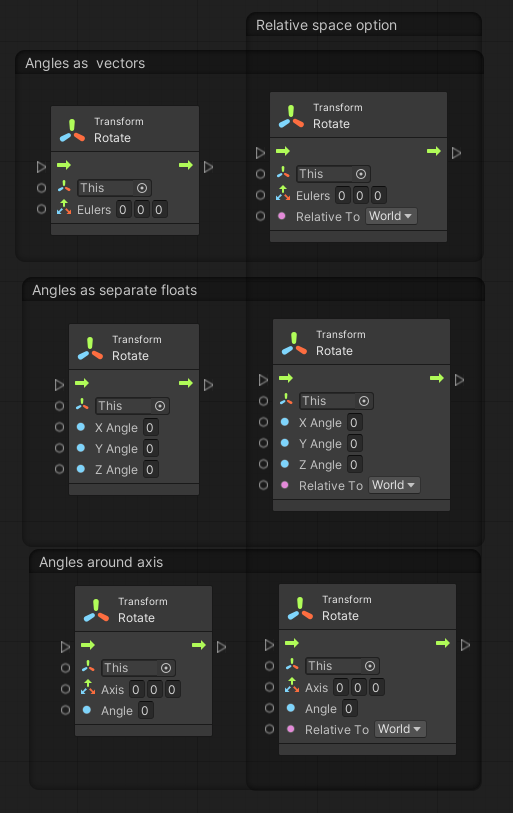 Relative space option
Angles as vectors
Transform
Rotate
This
Eulers 0 0 0
Transform
Rotate
This
Eulers 0 0 0
Relative To World
Angles as separate floats
Transform
Rotate
This
X Angle 0
Y Angle 0
Z Angle 0
Transform
Rotate
This
X Angle 0
Y Angle 0
Z Angle 0
Relative To World
Angles around axis
Transform
Rotate
This
Axis 0 0 0
Angle 0
Transform
Rotate
This
Axis 0 0 0
Angle 0
Relative To World